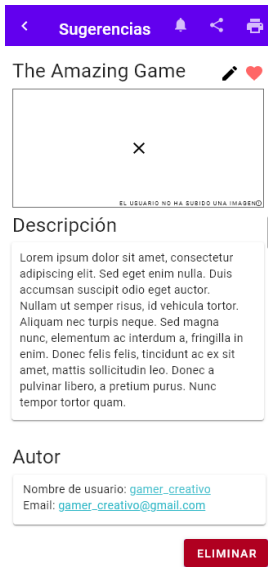 Sugerencias
The Amazing Game
EL USUARIO NO HA SUBIDO UNA IMAGEN
Descripción
Lorem ipsum dolor sit amet, consectetur
adipiscing elit. Sed eget enim nulla. Duis
accumsan suscipit odio eget auctor.
Nullam ut semper risus, id vehicula tortor.
Aliquam nec turpis neque. Sed magna
nunc, elementum ac interdum a, fringilla in
enim. Donec felis felis, tincidunt ac ex sit
amet, mattis sollicitudin leo. Donec a
pulvinar libero, a pretium purus. Nunc
tempor tortor quam.
Autor
Nombre de usuario: gamer_creativo
Email: gamer_creativo@gmail.com
ELIMINAR